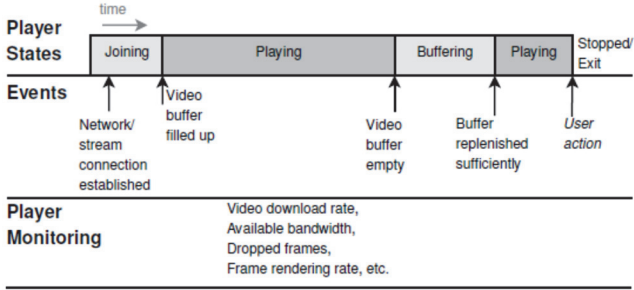 time
Player
States
Joining
Playing
Buffering
Playing
Stopped/
Exit
Events
Network/
stream
connection
established
Video
buffer
filled up
Video
buffer
empty
Buffer
replenished
sufficiently
User
action
Player
Monitoring
Video download rate,
Available bandwidth,
Dropped frames,
Frame rendering rate, etc.